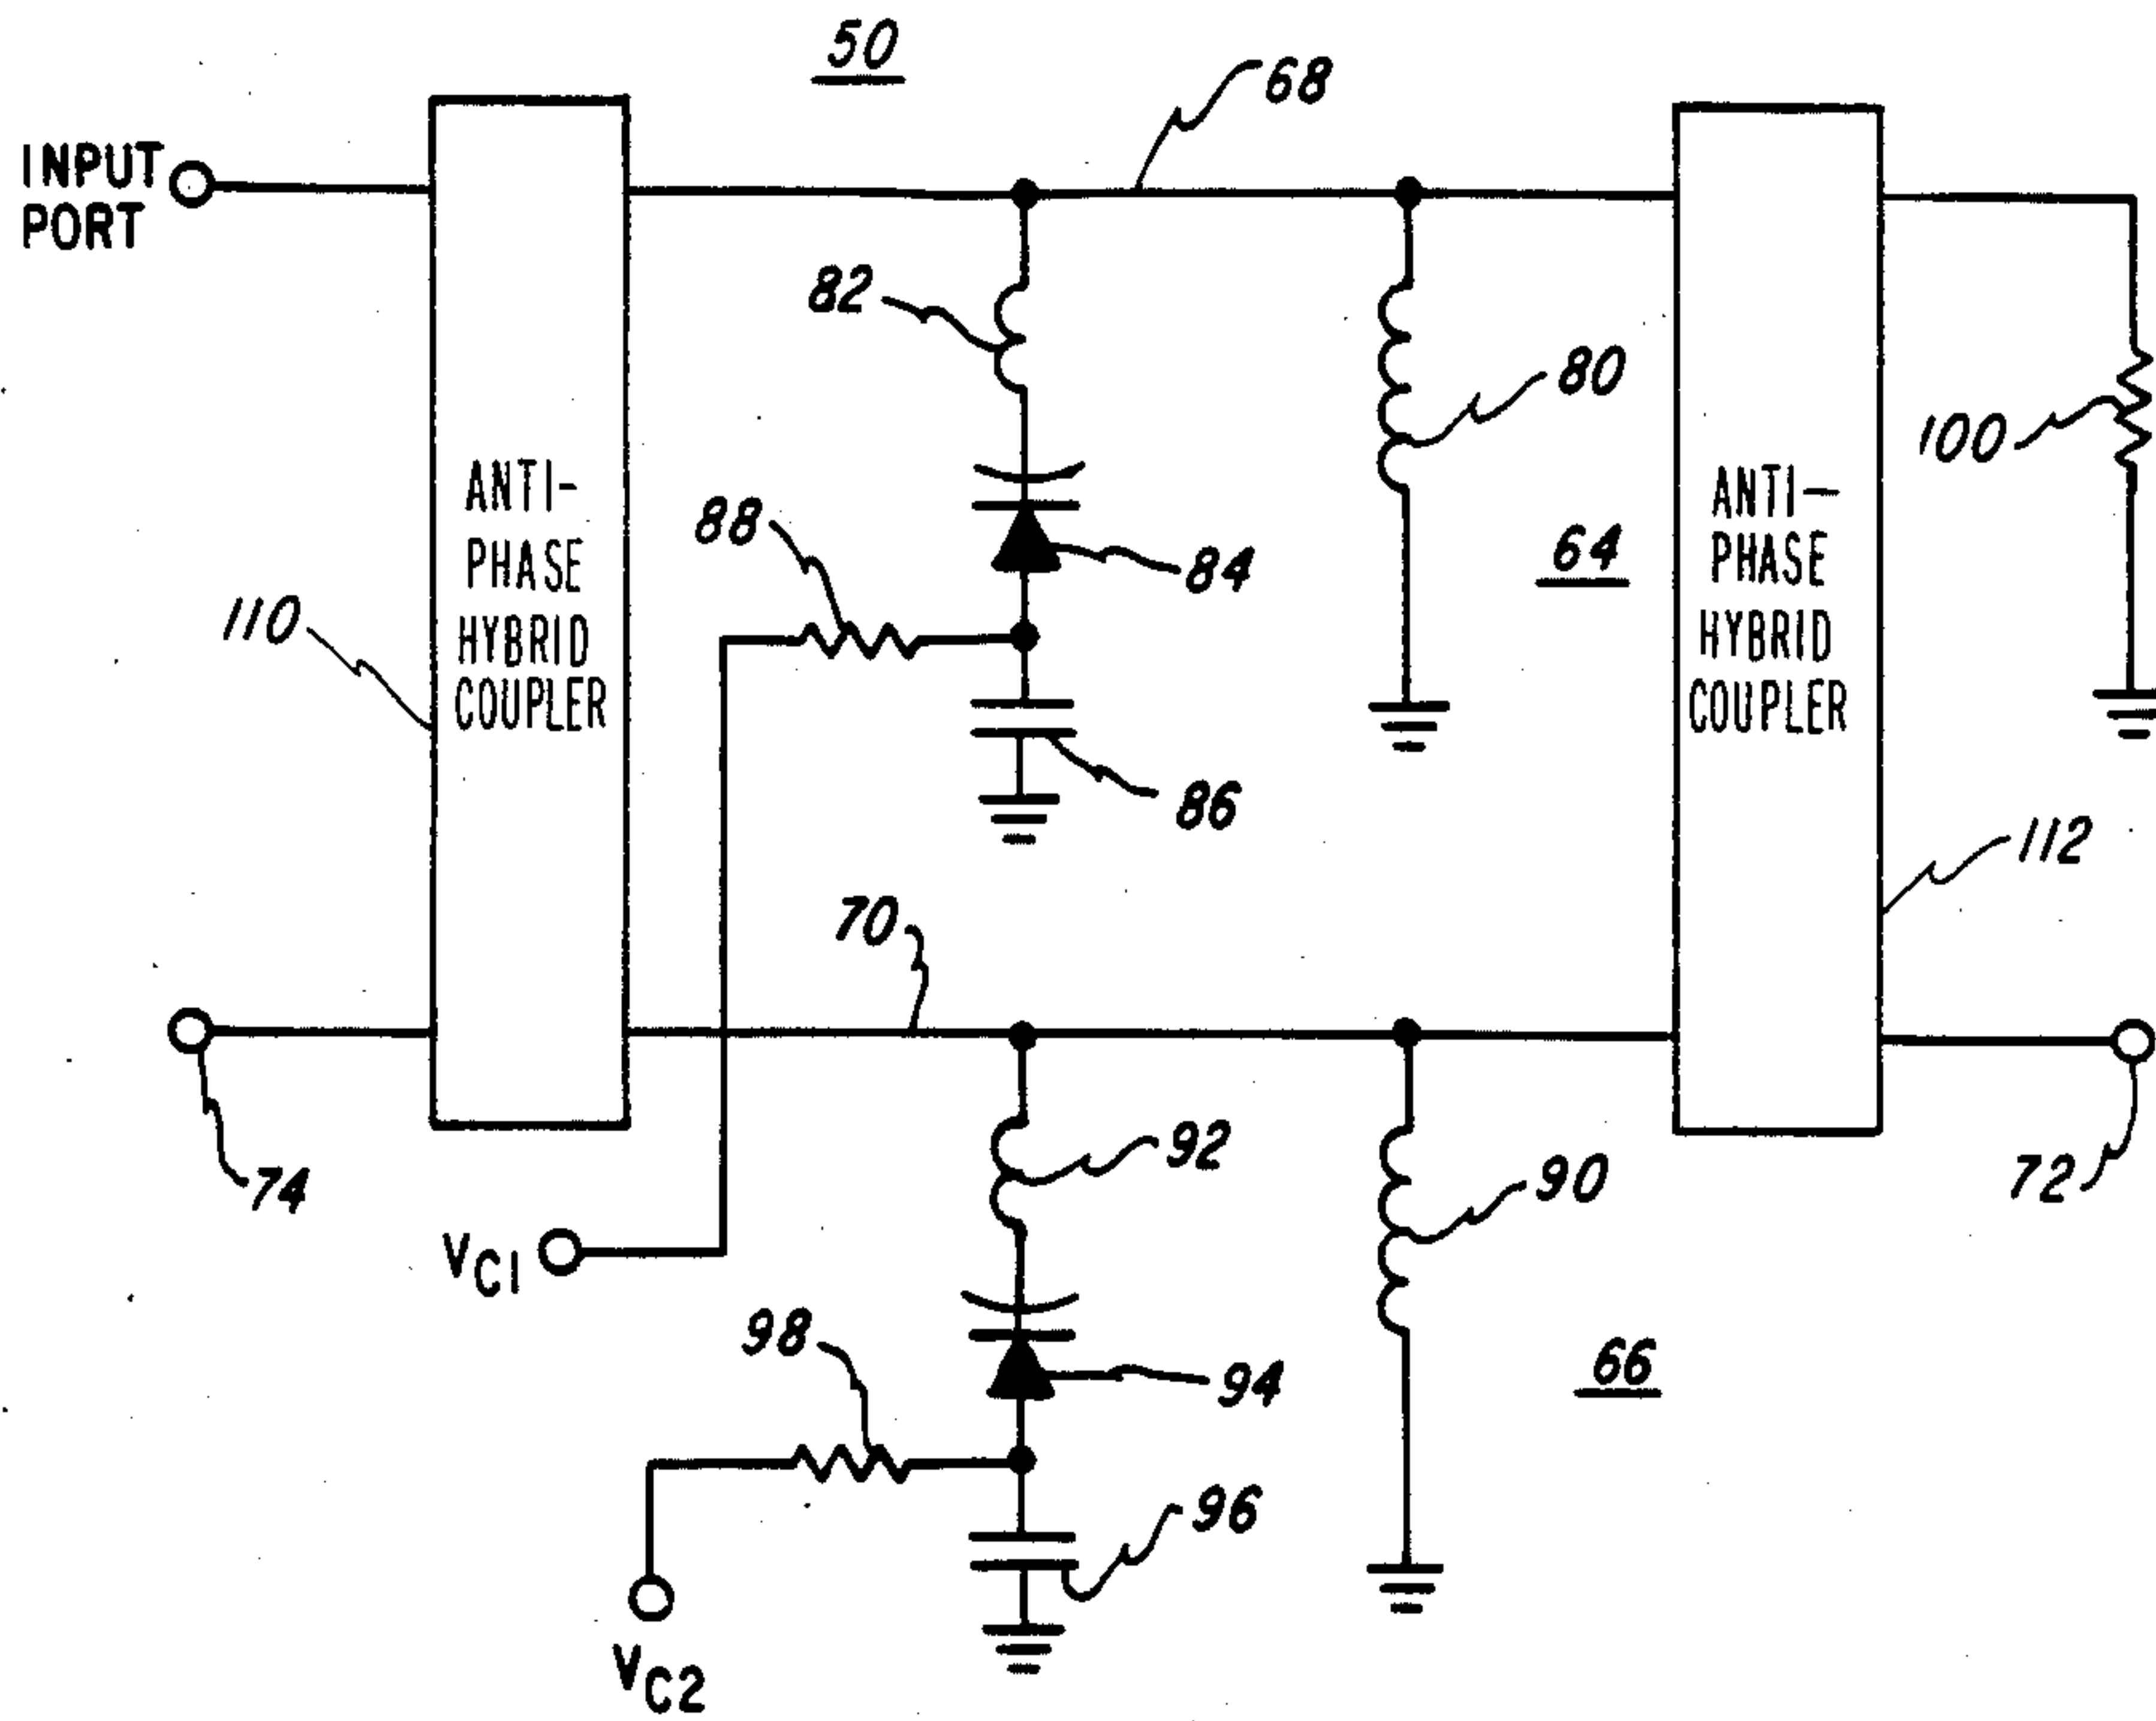 50
68
INPUT
PORT
82
80
100
88
ANTI-
PHASE
HYBRID
COUPLER
84
64
ANTI-
PHASE
HYBRID
COUPLER
110
86
112
70
92
74
72
90
VC1
98
94
66
96
VC2